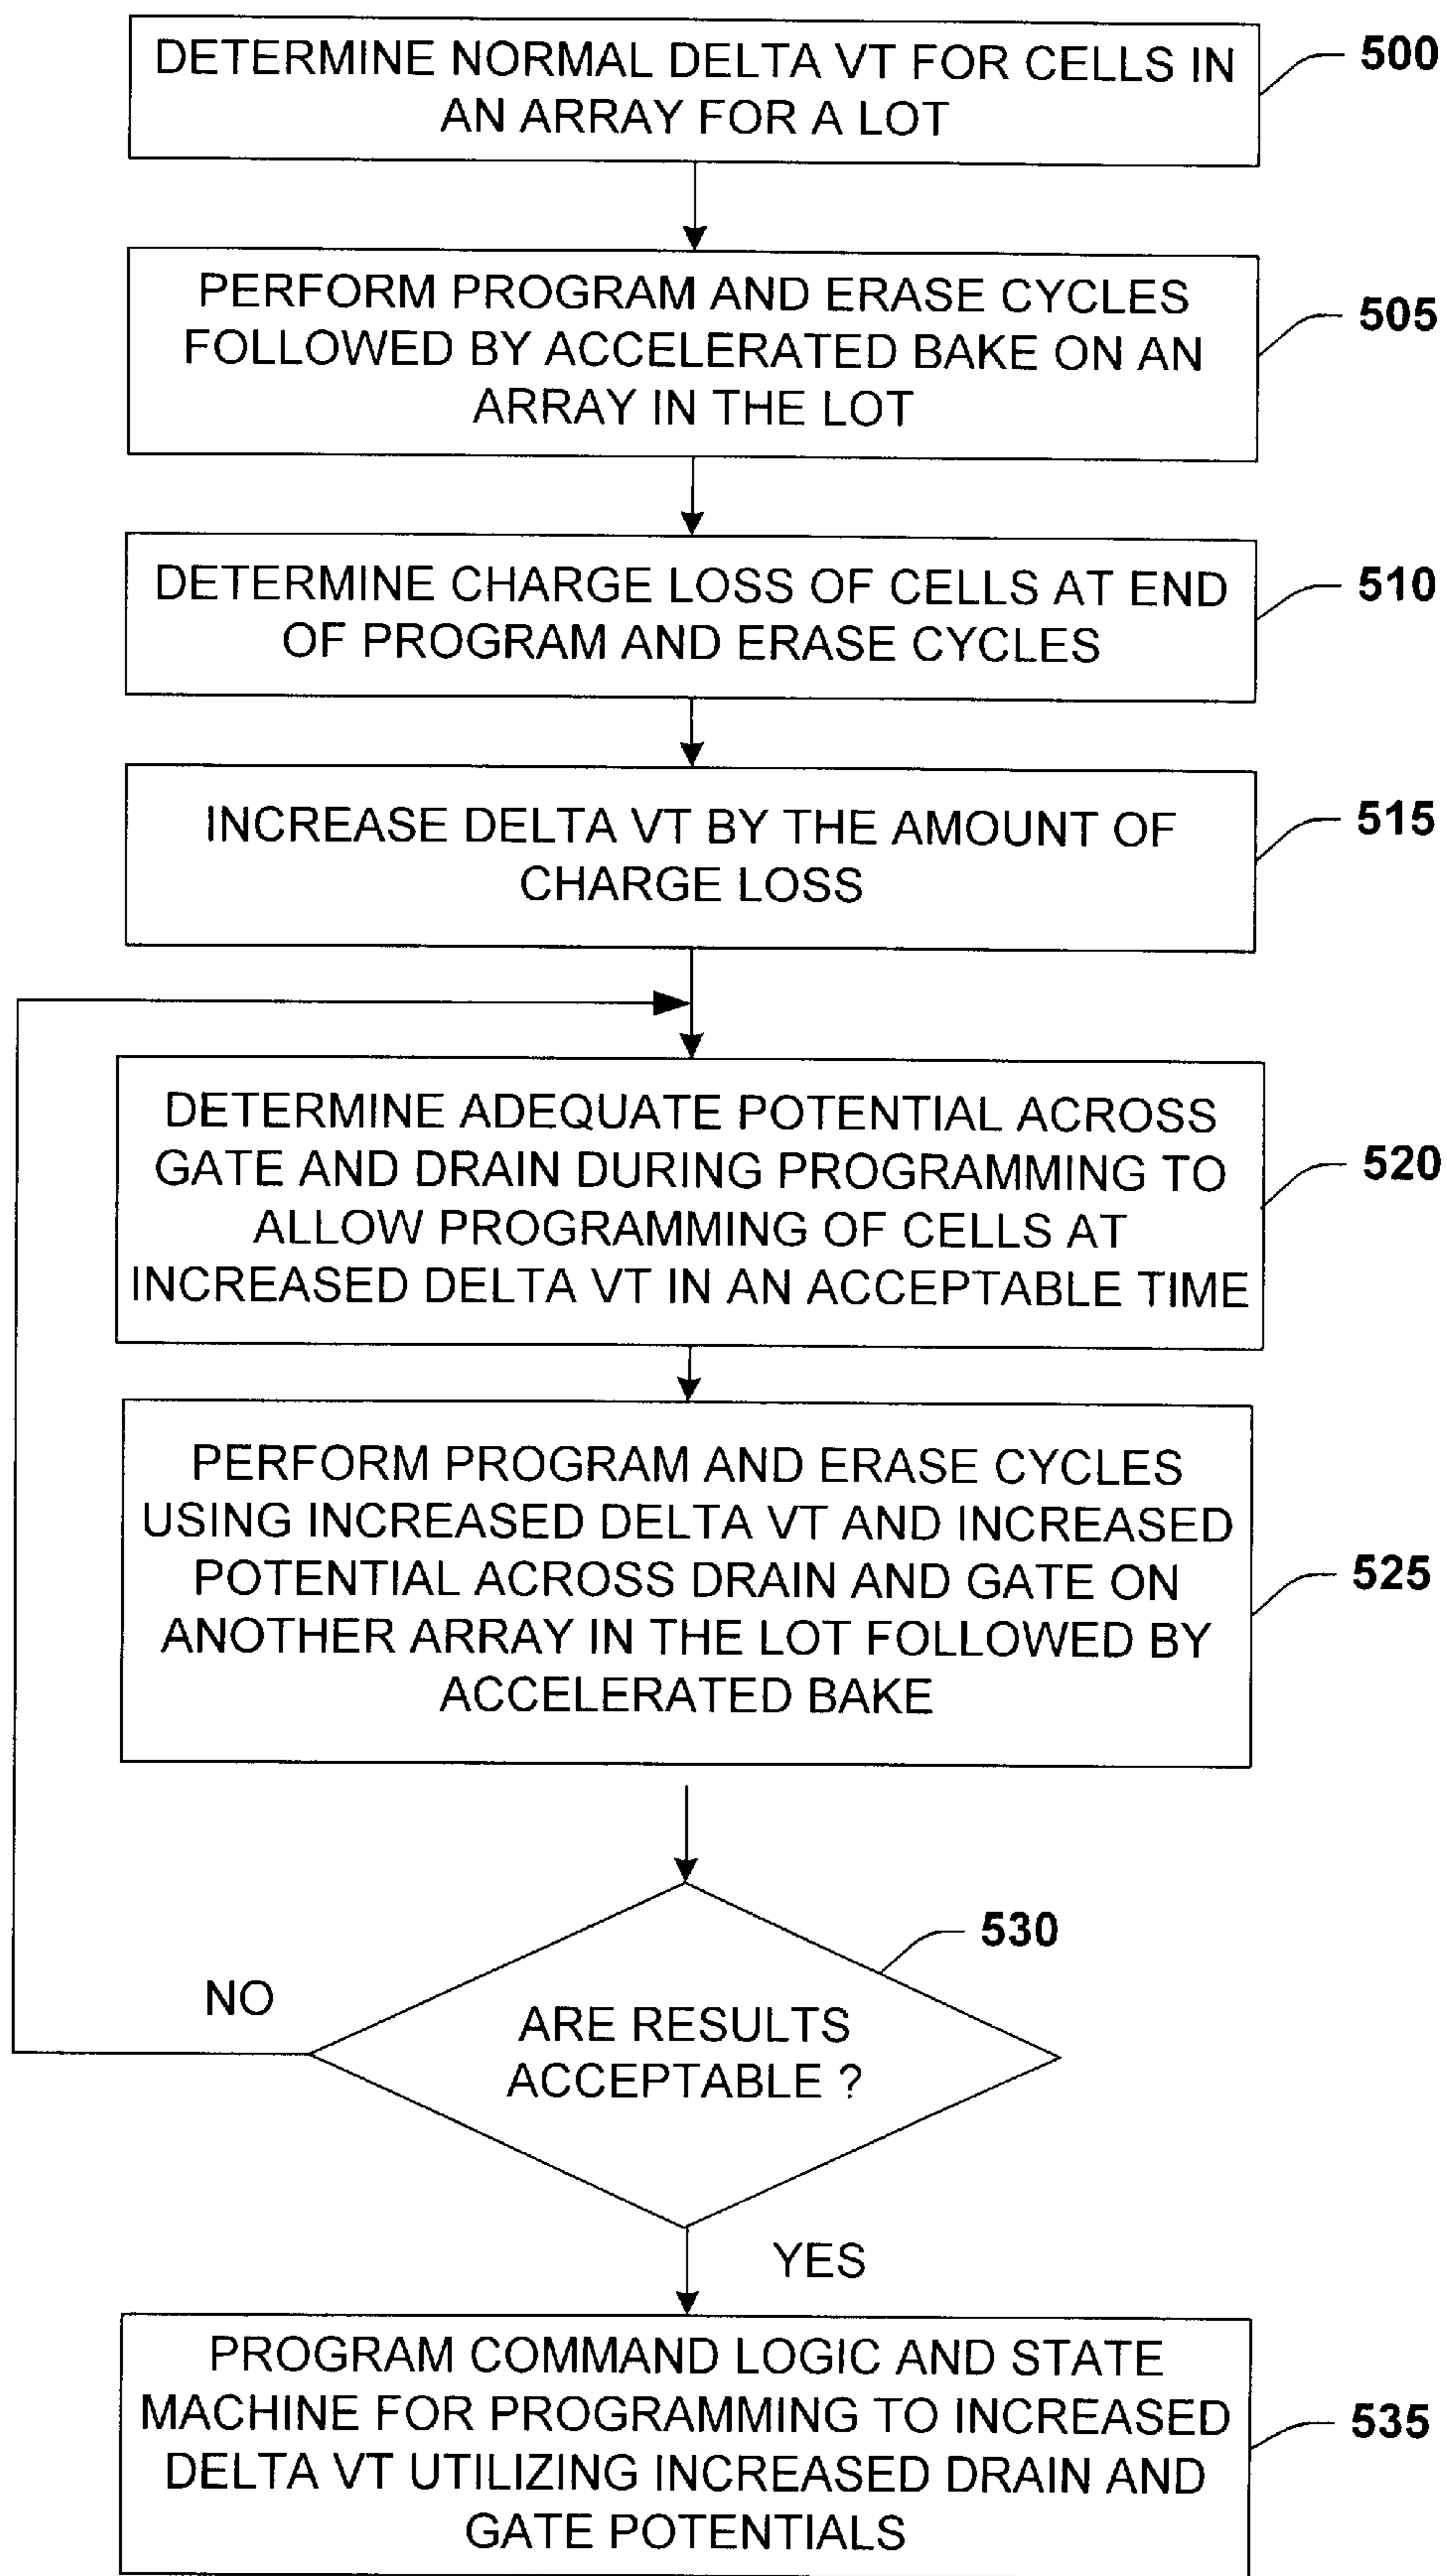 DETERMINE NORMAL DELTA VT FOR CELLS IN
AN ARRAY FOR A LOT
500
PERFORM PROGRAM AND ERASE CYCLES
FOLLOWED BY ACCELERATED BAKE ON AN
ARRAY IN THE LOT
505
DETERMINE CHARGE LOSS OF CELLS AT END
OF PROGRAM AND ERASE CYCLES
510
INCREASE DELTA VT BY THE AMOUNT OF
CHARGE LOSS
515
DETERMINE ADEQUATE POTENTIAL ACROSS
GATE AND DRAIN DURING PROGRAMMING TO
ALLOW PROGRAMMING OF CELLS AT
INCREASED DELTA VT IN AN ACCEPTABLE TIME
520
PERFORM PROGRAM AND ERASE CYCLES
USING INCREASED DELTA VT AND INCREASED
POTENTIAL ACROSS DRAIN AND GATE ON
ANOTHER ARRAY IN THE LOT FOLLOWED BY
ACCELERATED BAKE
525
530
NO
ARE RESULTS
ACCEPTABLE ?
YES
PROGRAM COMMAND LOGIC AND STATE
MACHINE FOR PROGRAMMING TO INCREASED
DELTA VT UTILIZING INCREASED DRAIN AND
GATE POTENTIALS
535